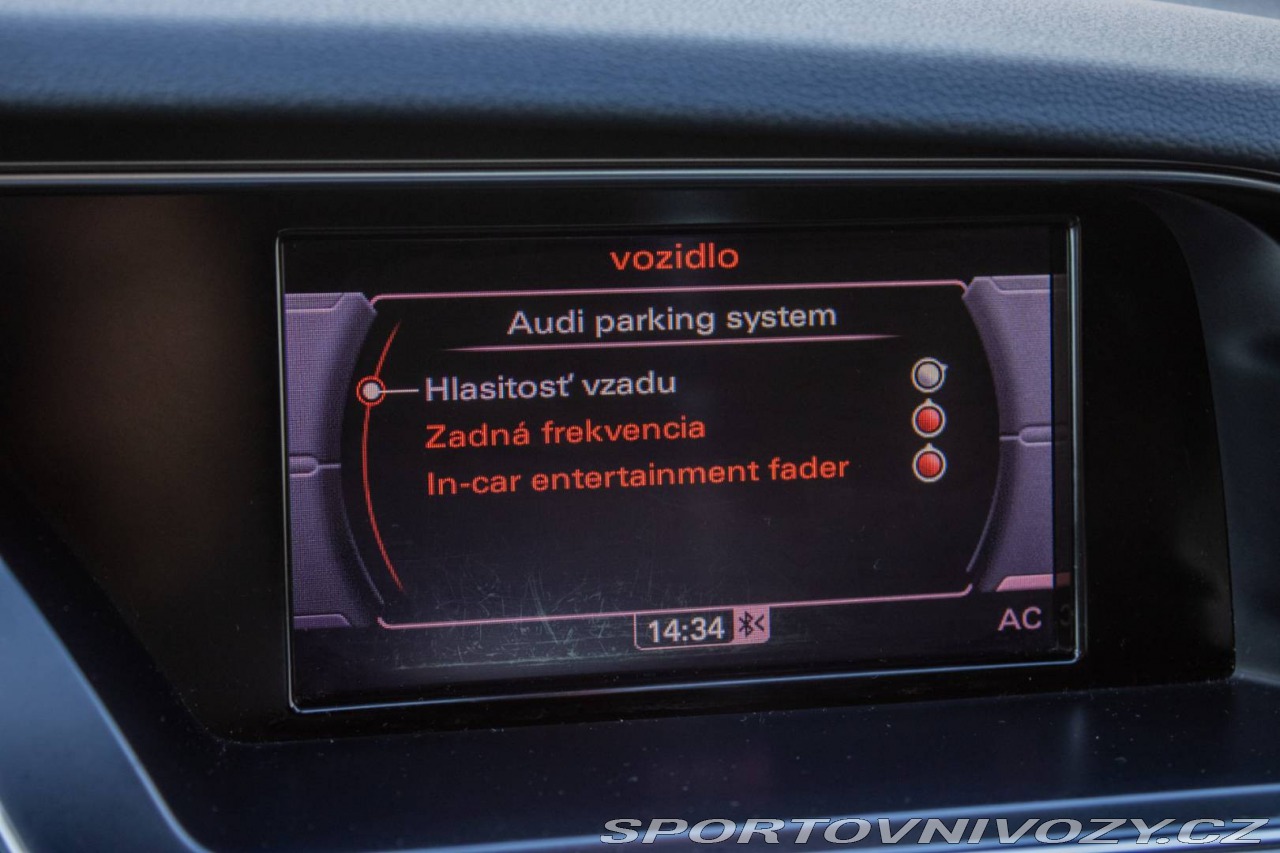 vozidlo
Audi parking system
Hlasitosť vzadu
Zadná frekvencia
In-car entertainment fader
14:34
AC
SPORTOVNIVOZY.CZ